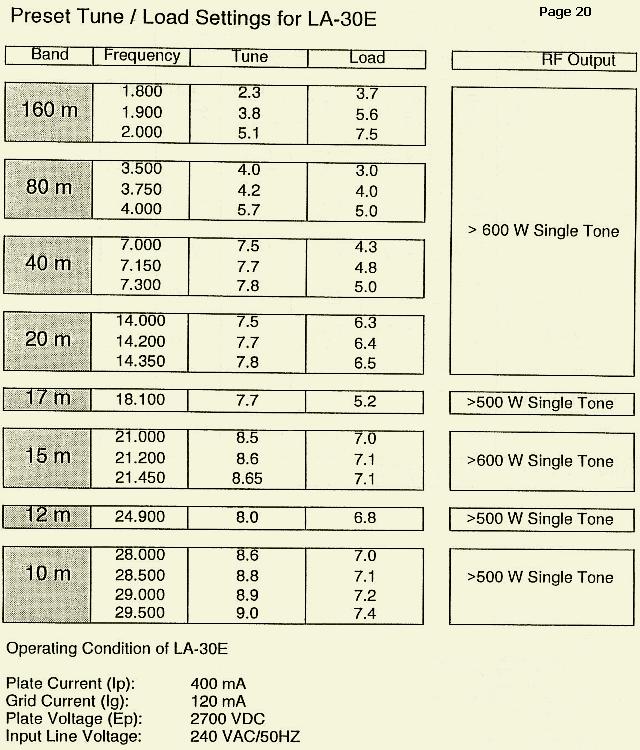 Preset Tune / Load Settings for LA-30E
Page 20
Band Frequency Tune Load RF Output
160 m 1.800 2.3 3.7
1.900 3.8 5.6
2.000 5.1 7.5
80 m 3.500 4.0 3.0
3.750 4.2 4.0
4.000 5.7 5.0
> 600 W Single Tone
40 m 7.000 7.5 4.3
7.150 7.7 4.8
7.300 7.8 5.0
20 m 14.000 7.5 6.3
14.200 7.7 6.4
14.350 7.8 6.5
17 m 18.100 7.7 5.2 >500 W Single Tone
15 m 21.000 8.5 7.0
21.200 8.6 7.1 >600 W Single Tone
21.450 8.65 7.1
12 m 24.900 8.0 6.8 >500 W Single Tone
10 m 28.000 8.6 7.0
28.500 8.8 7.1 >500 W Single Tone
29.000 8.9 7.2
29.500 9.0 7.4
Operating Condition of LA-30E
Plate Current (Ip): 400 mA
Grid Current (Ig): 120 mA
Plate Voltage (Ep): 2700 VDC
Input Line Voltage: 240 VAC/50HZ